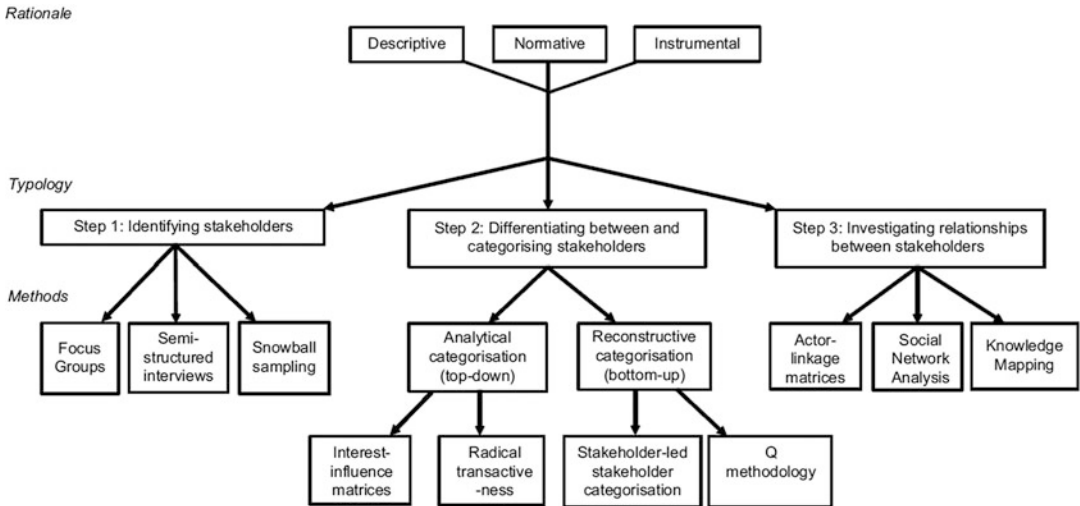 Rationale
Descriptive
Normative
Instrumental
Typology
Step 1: Identifying stakeholders
Step 2: Differentiating between and
categorising stakeholders
Step 3: Investigating relationships
between stakeholders
Methods
Focus
Groups
Semi-
structured
interviews
Snowball
sampling
Analytical
categorisation
(top-down)
Reconstructive
categorisation
(bottom-up)
Actor-
linkage
matrices
Social
Network
Analysis
Knowledge
Mapping
Interest-
influence
matrices
Radical
transactive
-ness
Stakeholder-led
stakeholder
categorisation
Q
methodology